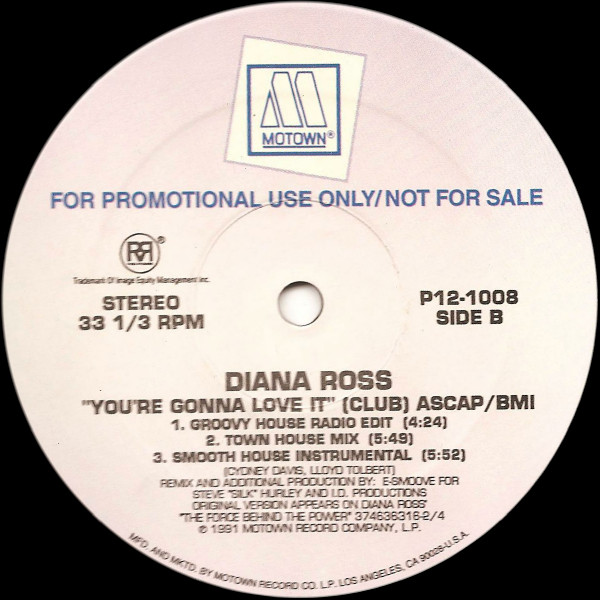 MOTOWN®
FOR PROMOTIONAL USE ONLY/NOT FOR SALE
®
Trademark Of Image Equity Management Inc.
STEREO
33 1/3 RPM
P12-1008
SIDE B
DIANA ROSS
"YOU'RE GONNA LOVE IT" (CLUB) ASCAP/BMI
1. GROOVY HOUSE RADIO EDIT (4:24)
2. TOWN HOUSE MIX (5:49)
3. SMOOTH HOUSE INSTRUMENTAL (5:52)
(CYDNEY DAVIS, LLOYD TOLBERT)
REMIX AND ADDITIONAL PRODUCTION BY: E-SMOOVE FOR
STEVE "SILK" HURLEY AND I.D. PRODUCTIONS
ORIGINAL VERSION APPEARS ON DIANA ROSS'
"THE FORCE BEHIND THE POWER" 374636316-2/4
© 1991 MOTOWN RECORD COMPANY, L.P.
MFD. AND MKTD. BY MOTOWN RECORD CO. L.P. LOS ANGELES, CA 90028-U.S.A.